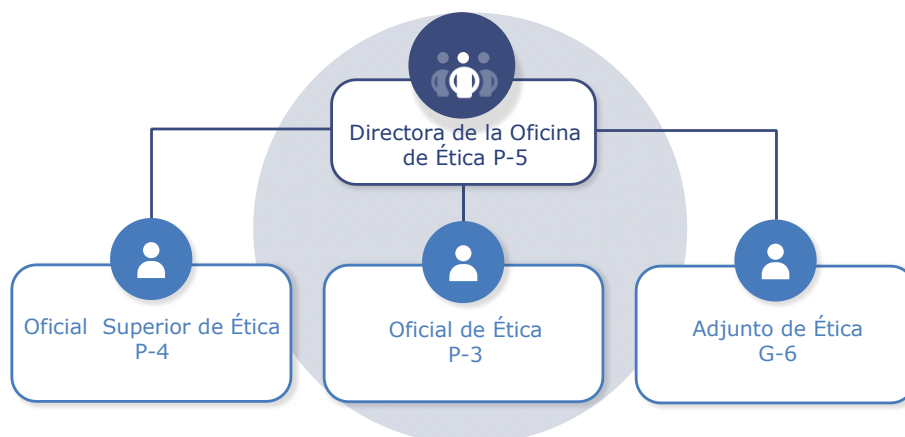 Directora de la Oficina
de Ética P-5
Oficial Superior de Ética
P-4
Oficial de Ética
P-3
Adjunto de Ética
G-6